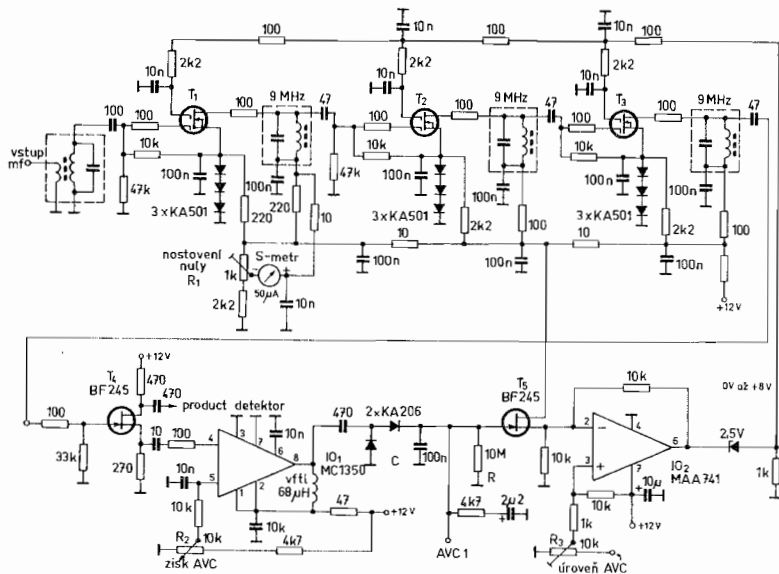 100 10n 100 10n 100
10n 2k2 10n 2k2 10n 2k2
T1 9 MHz 47 T2 9 MHz 47 T3 9 MHz 47
100 100 100 100 100 100 100
vstup
mf
10k 10k 10k
47k 100n 100n 47k 100n 100n 100n 100n
3xKA501 220 220 10 3xKA501 2k2 100 3xKA501 2k2 100
nostovení
nuly
R1
1k
S-metr
50µA
10 10
100n 100n 100n
2k2 10n +12V
+12V
T4
BF245
470 470
product detektor
100 33k 270
10 100
10n
4 3 7 6 8 5 1 2
10n
IO1
MC1350
vfti
68µH
10k 10k
R2 10k
zisk AVC
4k7
47
+12V
470 2xKA206
C 100n
T5
BF245
10M
R
4k7 2µ2
AVC 1
10k 10k
2 3 4 6 7
IO2
MAA741
0V až +8V
2,5V
10k 10µ
1k
+12V
1k
R3 10k
úroveň AVC